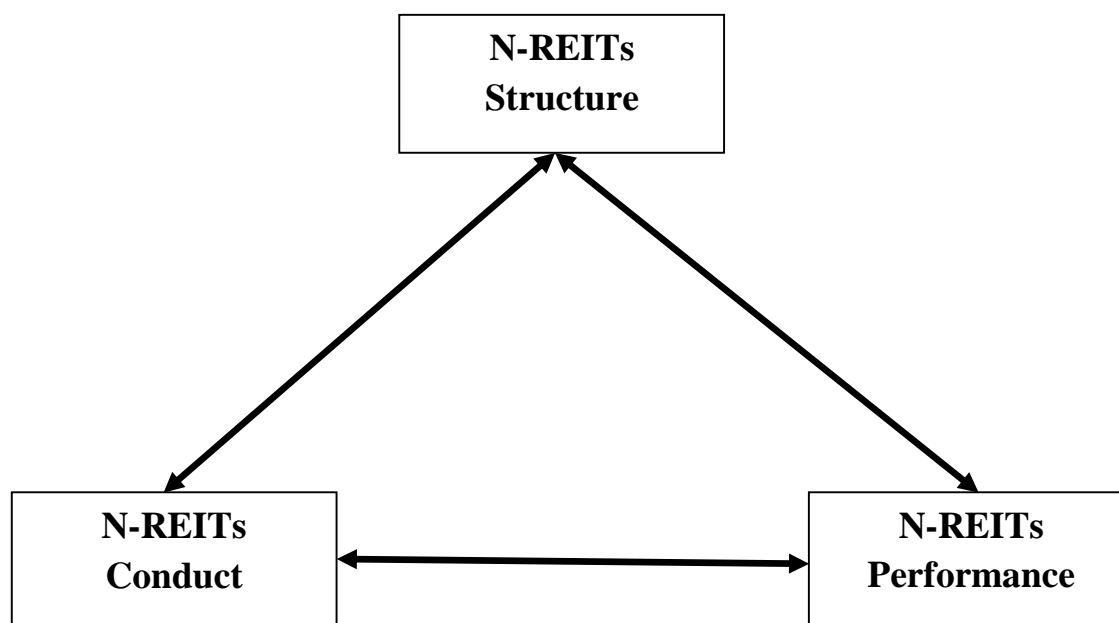 N-REITs
Structure
N-REITs
Conduct
N-REITs
Performance